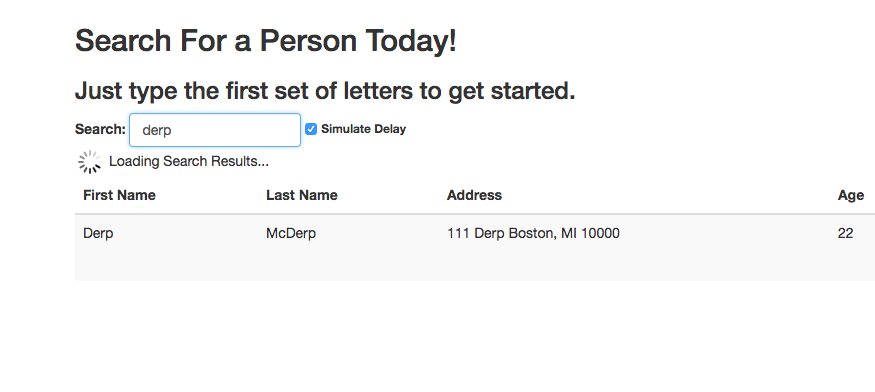 Search For a Person Today!
Just type the first set of letters to get started.
Search: derp Simulate Delay
Loading Search Results...
First Name Last Name Address Age
Derp McDerp 111 Derp Boston, MI 10000 22